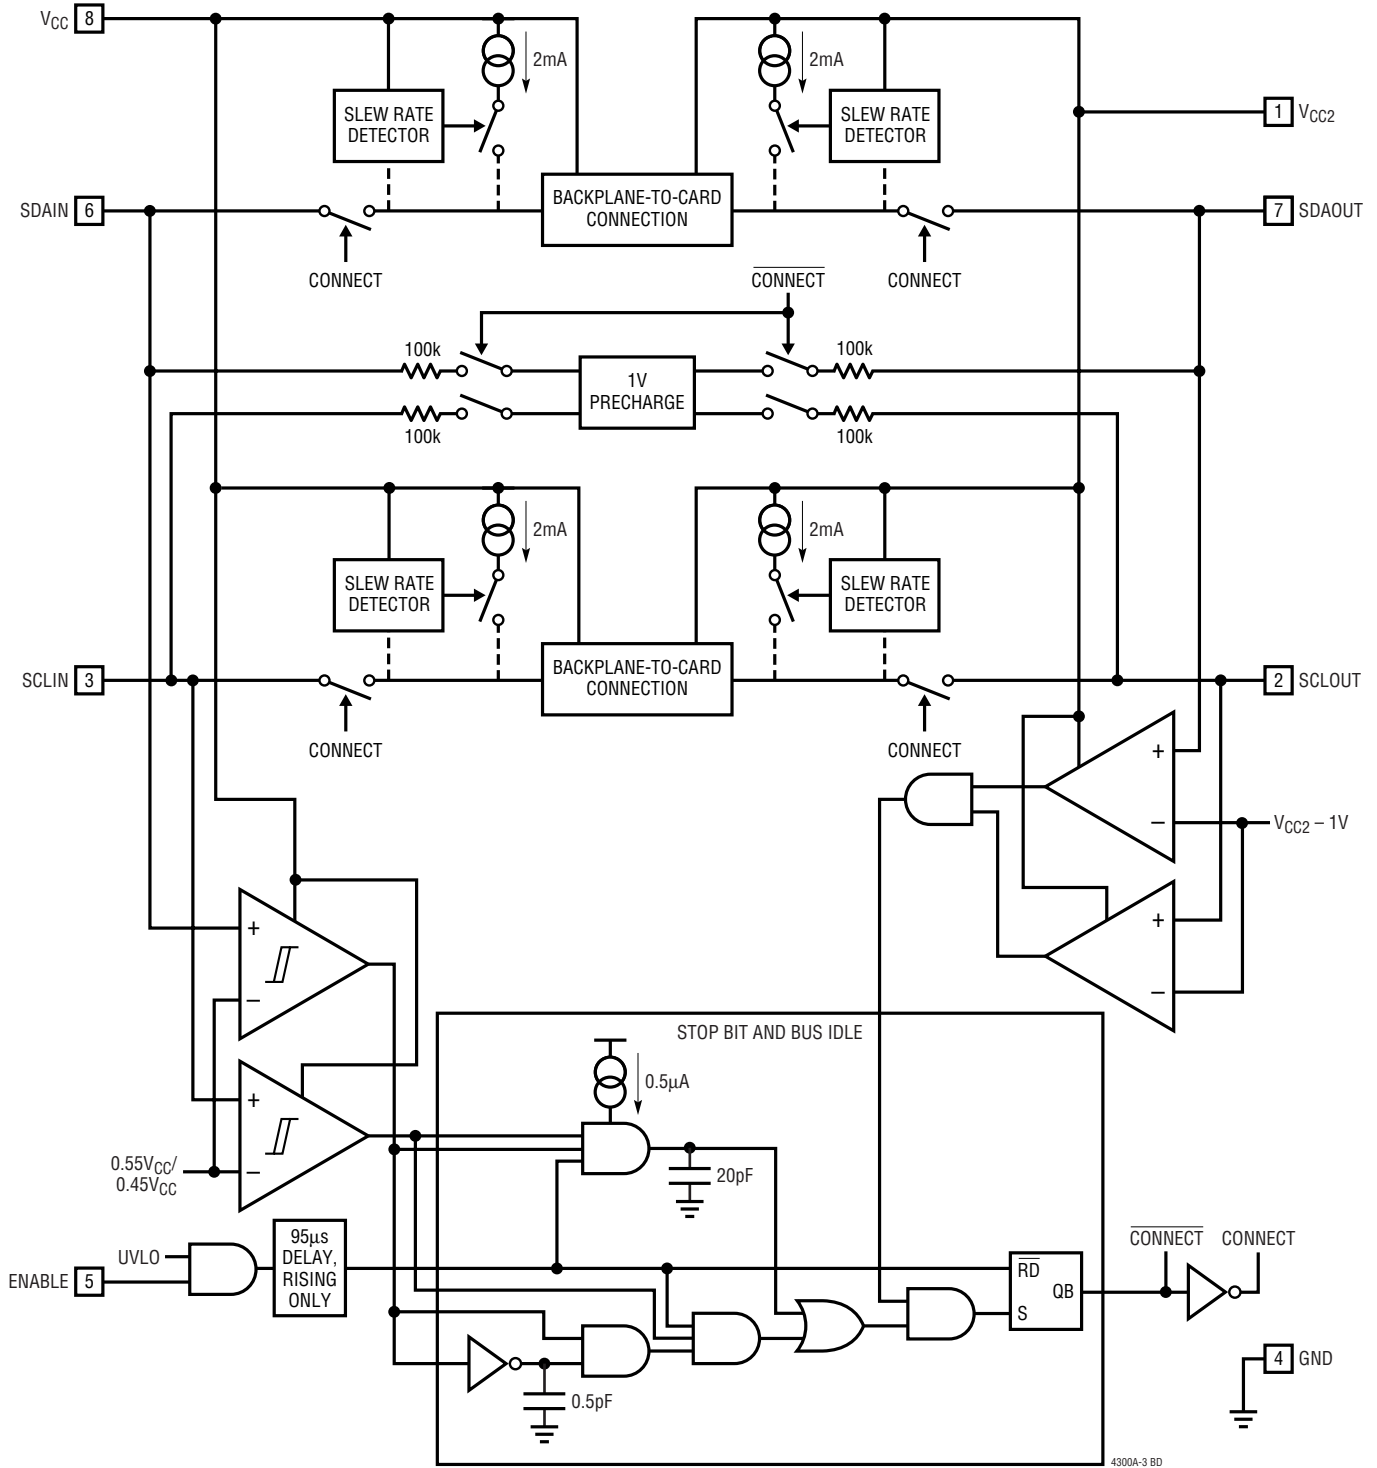 VCC 8
2mA
2mA
SLEW RATE
DETECTOR
SLEW RATE
DETECTOR
1 VCC2
SDAIN 6
BACKPLANE-TO-CARD
CONNECTION
7 SDAOUT
CONNECT
CONNECT
CONNECT
100k
100k
1V
PRECHARGE
100k
100k
2mA
2mA
SLEW RATE
DETECTOR
SLEW RATE
DETECTOR
SCLIN 3
BACKPLANE-TO-CARD
CONNECTION
2 SCLOUT
CONNECT
CONNECT
+
–
VCC2 – 1V
+
–
+
–
STOP BIT AND BUS IDLE
0.5µA
+
–
0.55VCC/
0.45VCC
20pF
UVLO
ENABLE 5
95µs
DELAY,
RISING
ONLY
RD
QB
S
CONNECT CONNECT
0.5pF
4 GND
4300A-3 BD